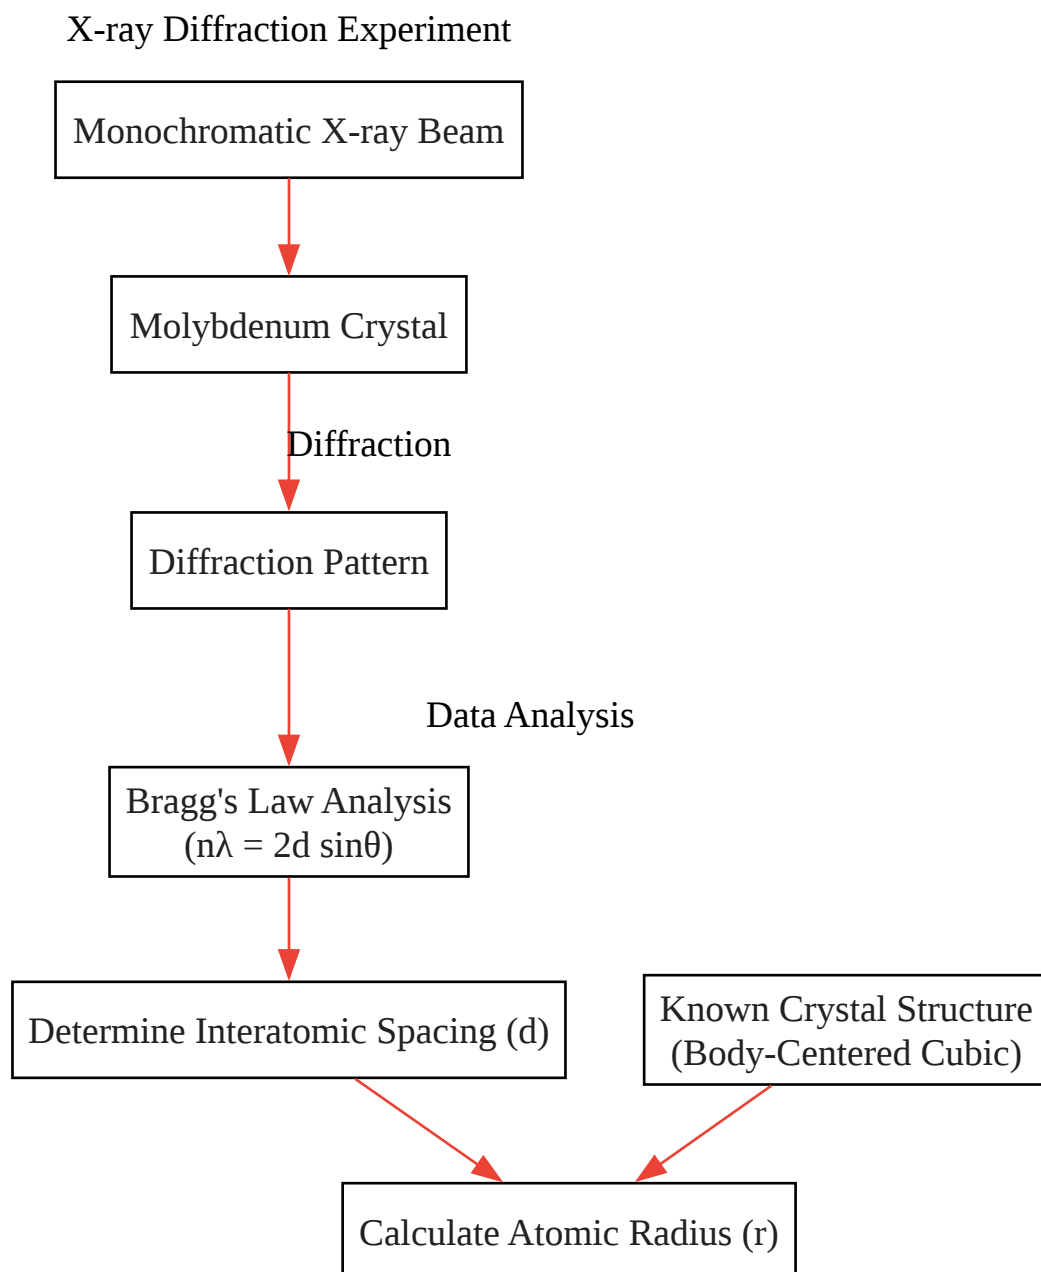 X-ray Diffraction Experiment
Monochromatic X-ray Beam
Molybdenum Crystal
Diffraction
Diffraction Pattern
Data Analysis
Bragg's Law Analysis
(nλ = 2d sinθ)
Determine Interatomic Spacing (d)
Known Crystal Structure
(Body-Centered Cubic)
Calculate Atomic Radius (r)